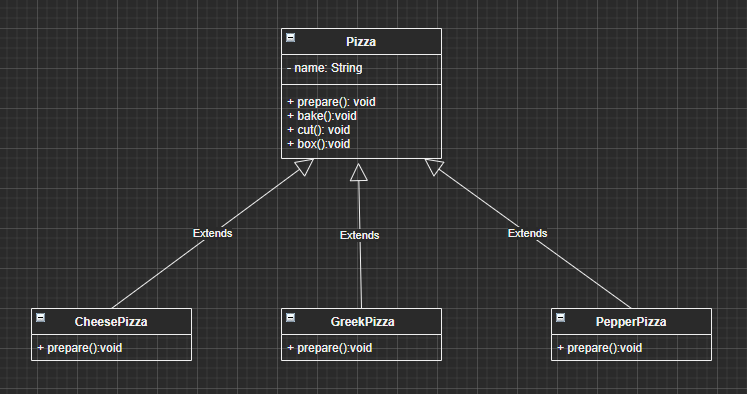 Pizza
- name: String
+ prepare(): void
+ bake():void
+ cut(): void
+ box():void
Extends
Extends
Extends
CheesePizza
+ prepare():void
GreekPizza
+ prepare():void
PepperPizza
+ prepare():void